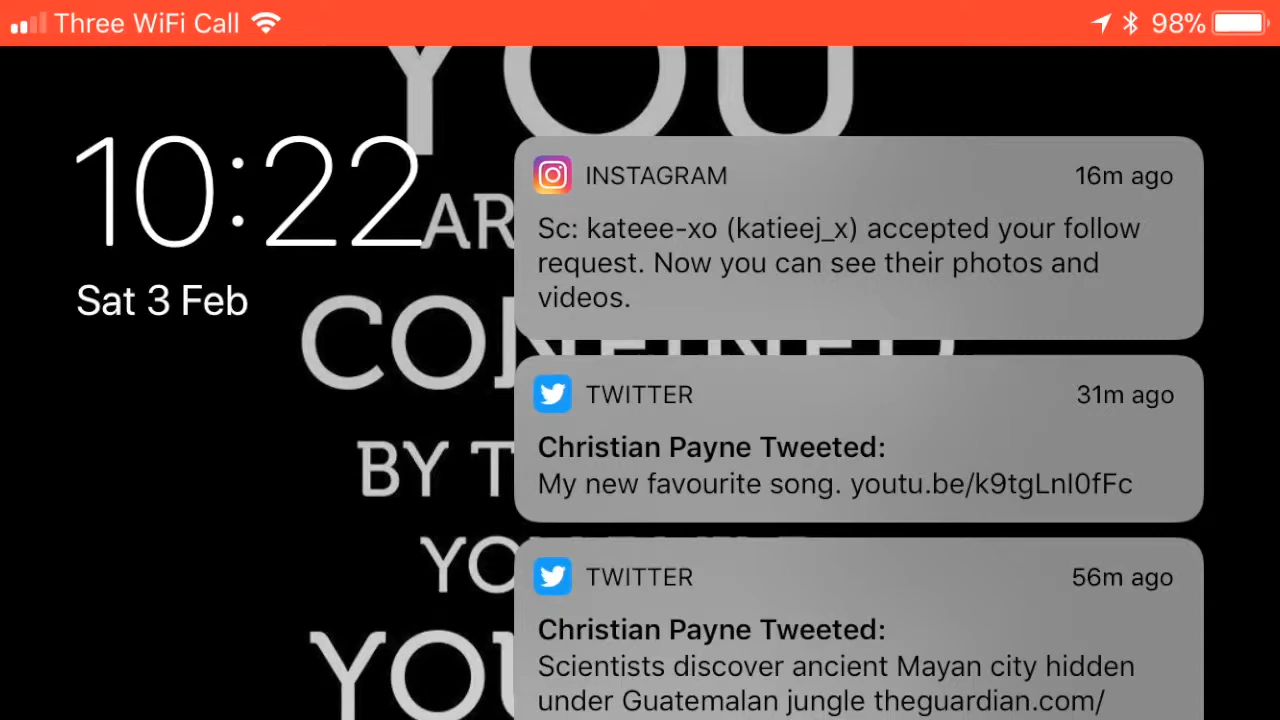 Three WiFi Call
98%
YOU
10:22
AR
Sat 3 Feb
CONFINED
BY T
YO
YOU
INSTAGRAM
16m ago
Sc: kateee-xo (katieej_x) accepted your follow
request. Now you can see their photos and
videos.
TWITTER
31m ago
Christian Payne Tweeted:
My new favourite song. youtu.be/k9tgLnI0fFc
TWITTER
56m ago
Christian Payne Tweeted:
Scientists discover ancient Mayan city hidden
under Guatemalan jungle theguardian.com/